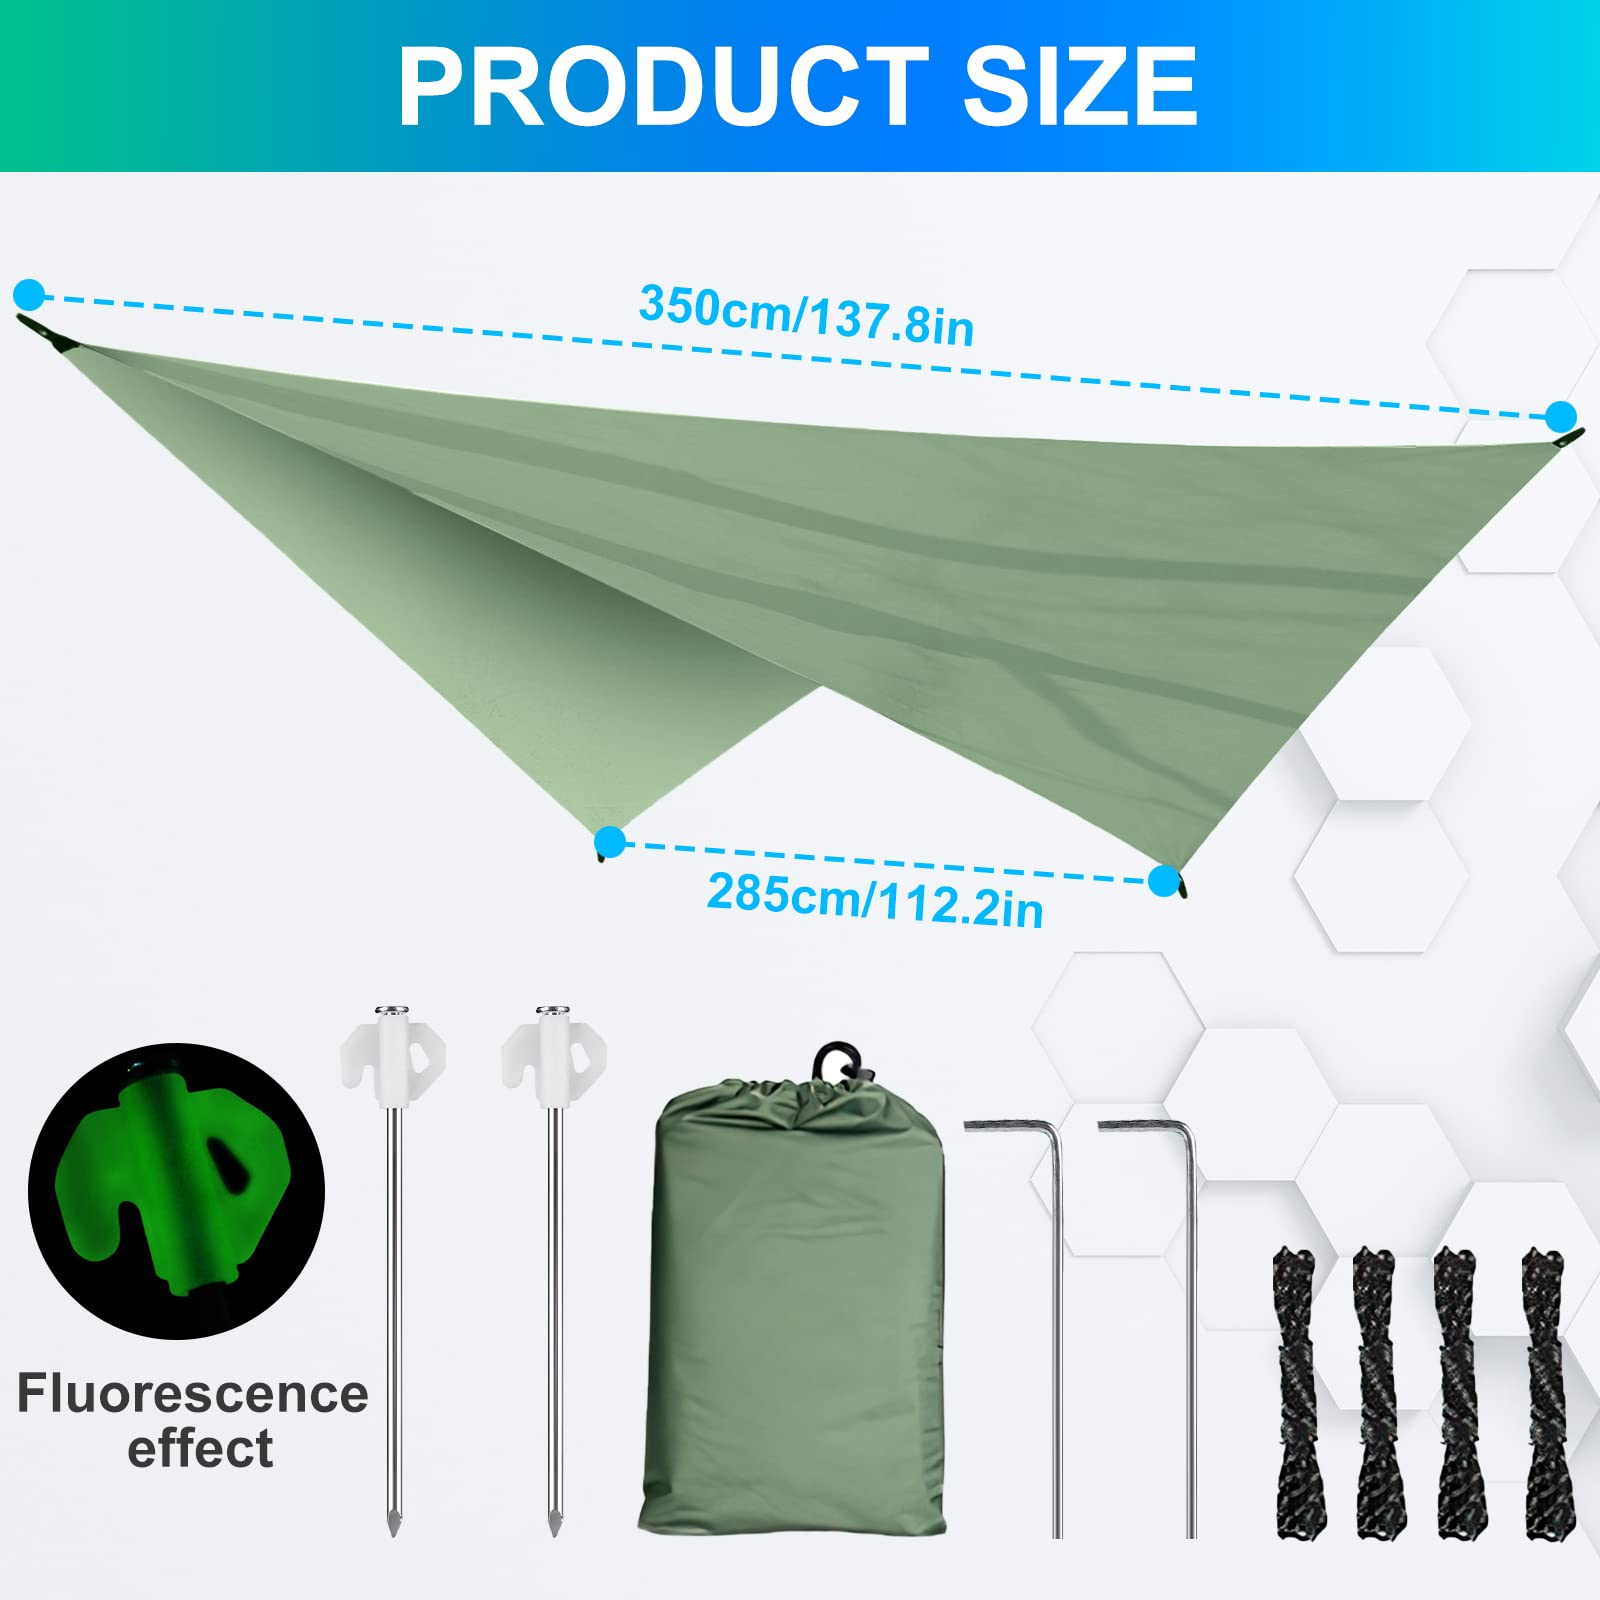 PRODUCT SIZE
350cm/137.8in
285cm/112.2in
Fluorescence
effect